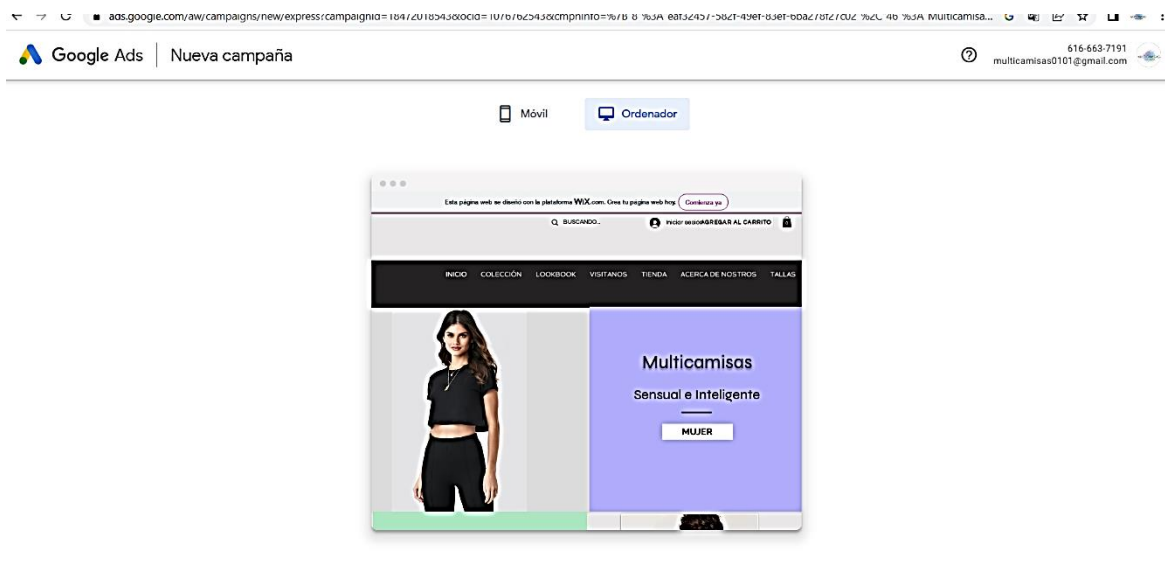 Google Ads Nueva campaña
616-663-7191
multicamisas0101@gmail.com
Móvil Ordenador
Esta página web se diseñó con la plataforma WiX.com. Crea tu página web hoy. Comienza ya
BUSCANDO... AGREGAR AL CARRITO
INICIO COLECCIÓN LOOKBOOK VISITANOS TIENDA ACERCA DE NOSTROS TALLAS
Multicamisas
Sensual e Inteligente
MUJER